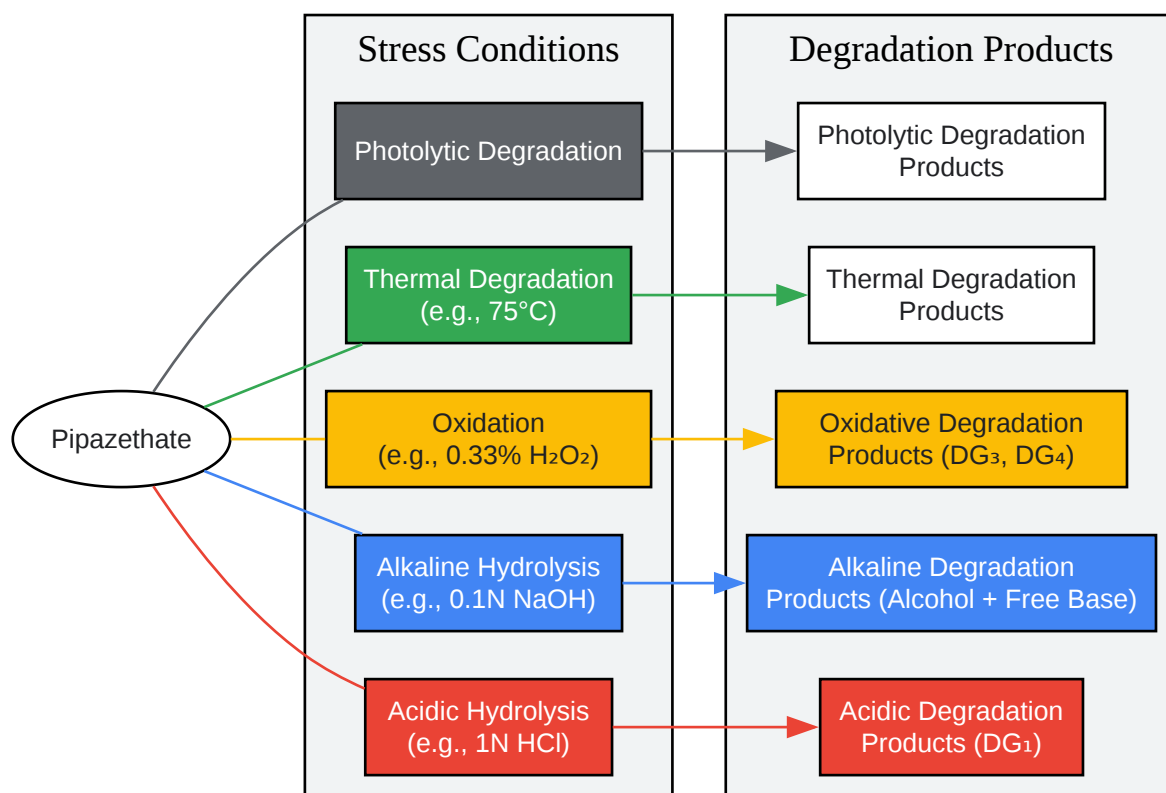 Stress Conditions
Degradation Products
Photolytic Degradation
Photolytic Degradation
Products
Thermal Degradation
(e.g., 75°C)
Thermal Degradation
Products
Pipazethate
Oxidation
(e.g., 0.33% H₂O₂)
Oxidative Degradation
Products (DG₃, DG₄)
Alkaline Hydrolysis
(e.g., 0.1N NaOH)
Alkaline Degradation
Products (Alcohol + Free Base)
Acidic Hydrolysis
(e.g., 1N HCl)
Acidic Degradation
Products (DG₁)